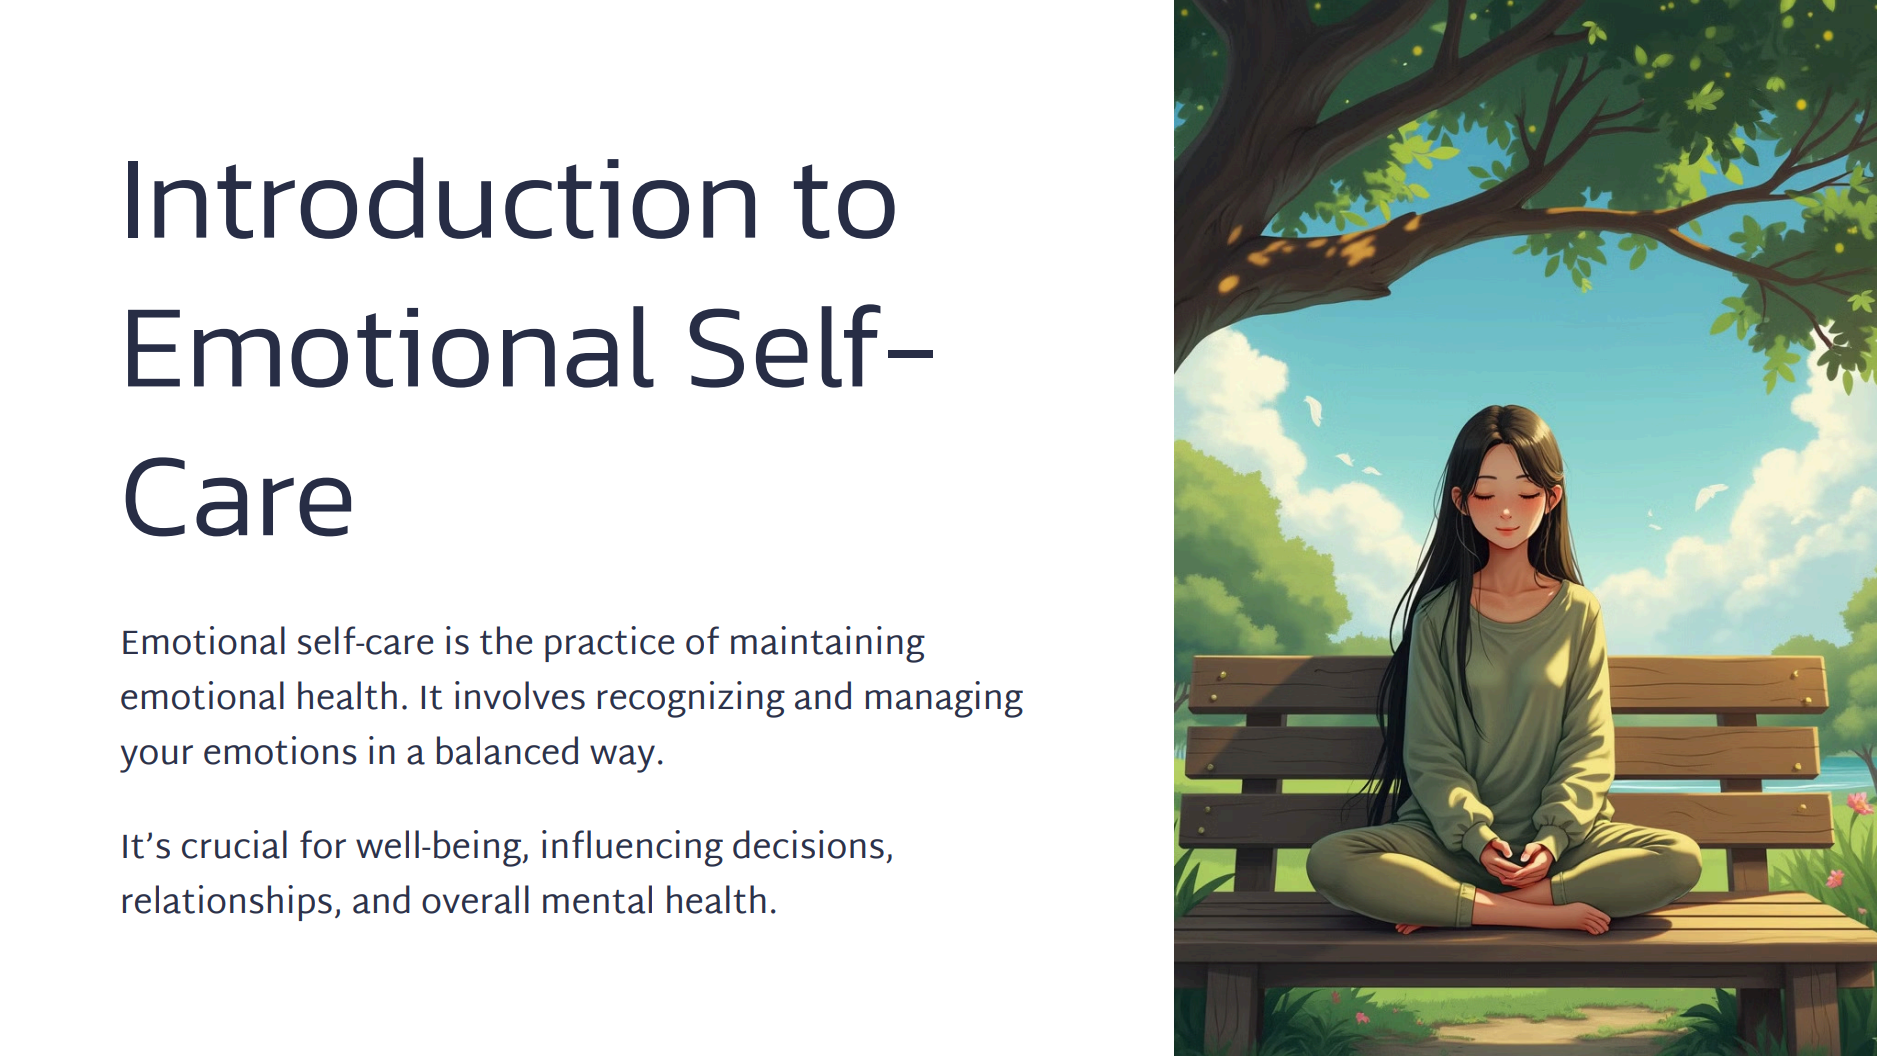 Introduction to
Emotional Self-
Care
Emotional self-care is the practice of maintaining
emotional health. It involves recognizing and managing
your emotions in a balanced way.
It’s crucial for well-being, influencing decisions,
relationships, and overall mental health.